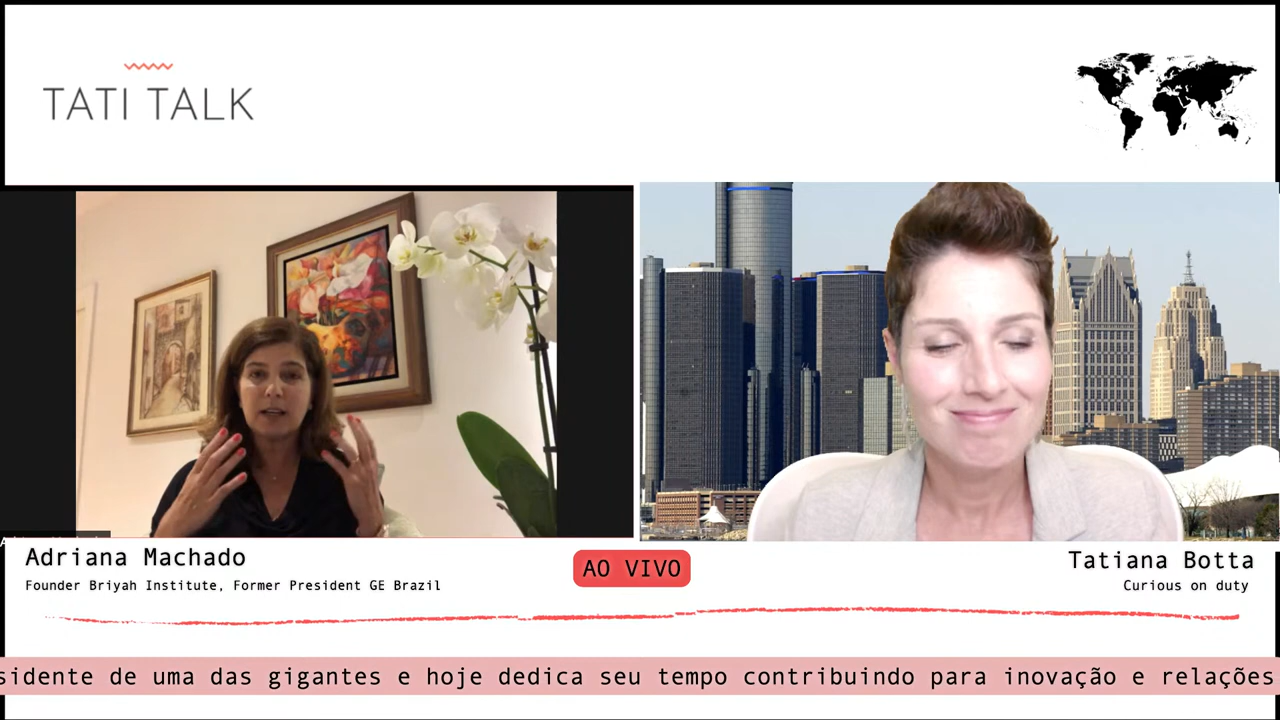 TATI TALK
Adriana Machado
Founder Briyah Institute, Former President GE Brazil
AO VIVO
Tatiana Botta
Curious on duty
sidente de uma das gigantes e hoje dedica seu tempo contribuindo para inovação e relações